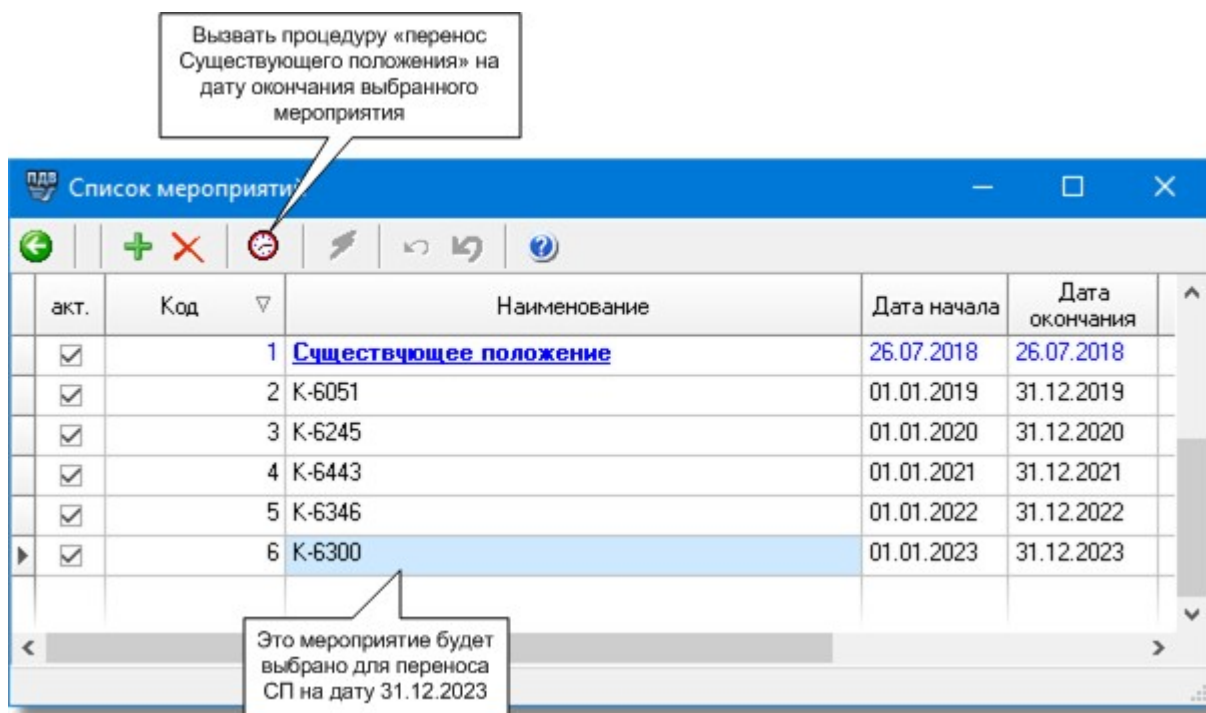 Вызвать процедуру «перенос
Существующего положения» на
дату окончания выбранного
мероприятия
ПДВ
Список мероприяти
акт. Код Наименование Дата начала Дата
окончания
1 Существующее положение 26.07.2018 26.07.2018
2 К-6051 01.01.2019 31.12.2019
3 К-6245 01.01.2020 31.12.2020
4 К-6443 01.01.2021 31.12.2021
5 К-6346 01.01.2022 31.12.2022
6 К-6300 01.01.2023 31.12.2023
Это мероприятие будет
выбрано для переноса
СП на дату 31.12.2023